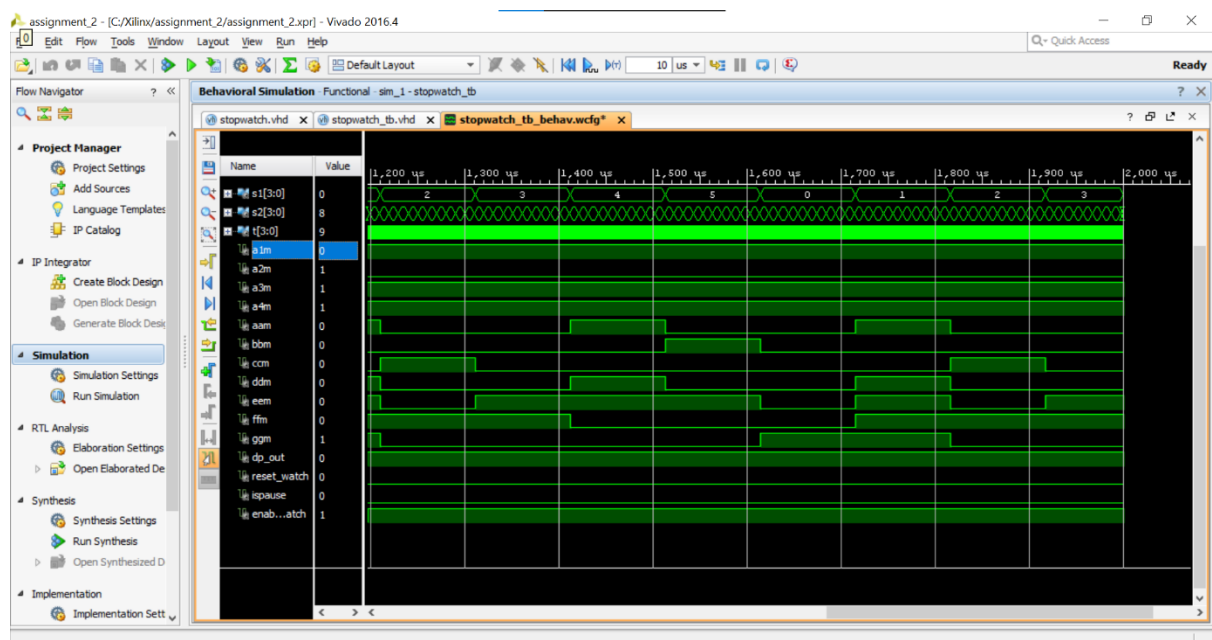 assignment_2 - [C:/Xilinx/assignment_2/assignment_2.xpr] - Vivado 2016.4
0 Edit Flow Tools Window Layout View Run Help
Quick Access
Default Layout
10 us
Ready
Flow Navigator ? «
Behavioral Simulation - Functional - sim_1 - stopwatch_tb ? ×
stopwatch.vhd × stopwatch_tb.vhd × stopwatch_tb_behav.wcfg* ×
Project Manager
Project Settings
Add Sources
Language Templates
IP Catalog
IP Integrator
Create Block Design
Open Block Design
Generate Block Desig
Simulation
Simulation Settings
Run Simulation
RTL Analysis
Elaboration Settings
Open Elaborated De
Synthesis
Synthesis Settings
Run Synthesis
Open Synthesized D
Implementation
Implementation Sett
Name Value
1,200 us 1,300 us 1,400 us 1,500 us 1,600 us 1,700 us 1,800 us 1,900 us 2,000 us
s1[3:0] 0 2 3 4 5 0 1 2 3
s2[3:0] 8
t[3:0] 9
a1m 0
a2m 1
a3m 1
a4m 1
aam 0
bbm 0
ccm 0
ddm 0
eem 0
ffm 0
ggm 1
dp_out 0
reset_watch 0
ispause 0
enab...atch 1